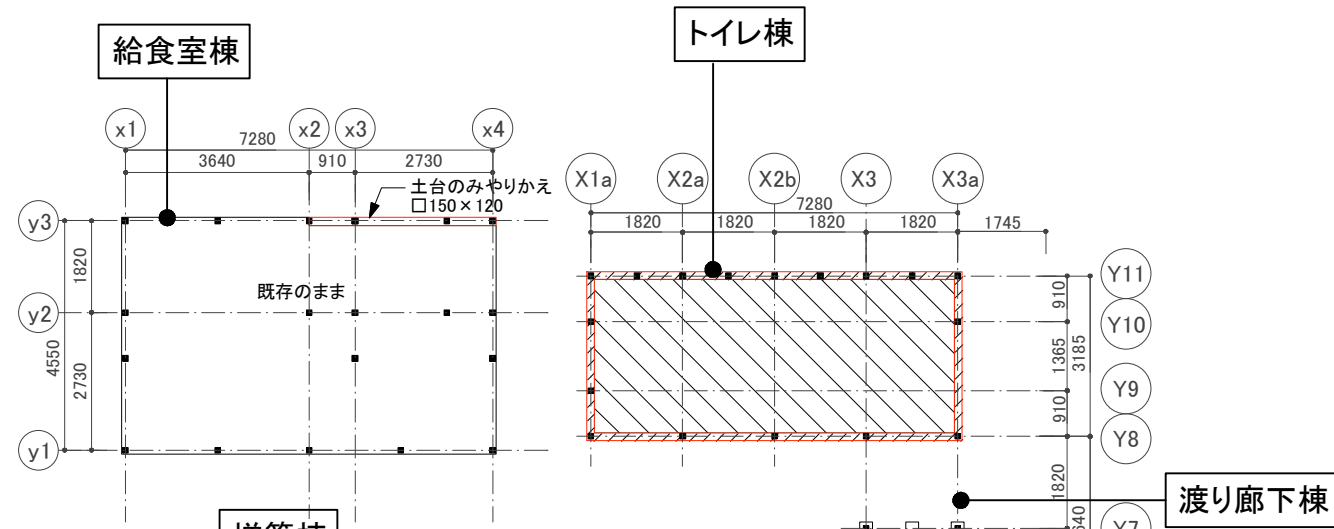 給食室棟
トイレ棟
x1
x2
x3
x4
7280
3640
910
2730
土台のみやりかえ
□150×120
y3
y2
y1
1820
2730
4550
既存のまま
X1a
X2a
X2b
X3
X3a
7280
1820
1820
1820
1820
1745
Y11
Y10
Y9
Y8
910
1365
910
3185
1820
渡り廊下棟
Y7